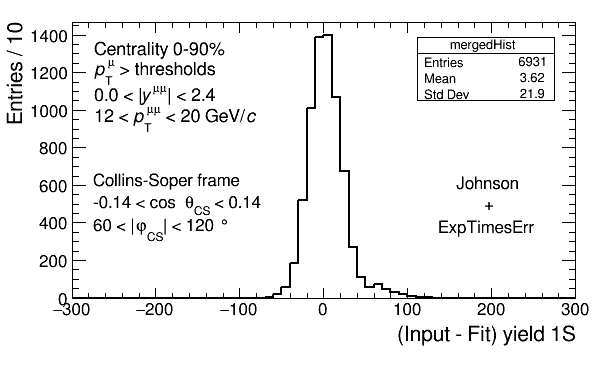 Entries / 10
1400
1200
1000
800
600
400
200
0
Centrality 0-90%
p_T^μ > thresholds
0.0 < |y^μμ| < 2.4
12 < p_T^μμ < 20 GeV/c
Collins-Soper frame
-0.14 < cos θ_CS < 0.14
60 < |φ_CS| < 120 °
mergedHist
Entries 6931
Mean 3.62
Std Dev 21.9
Johnson
+
ExpTimesErr
−300 −200 −100 0 100 200 300
(Input - Fit) yield 1S